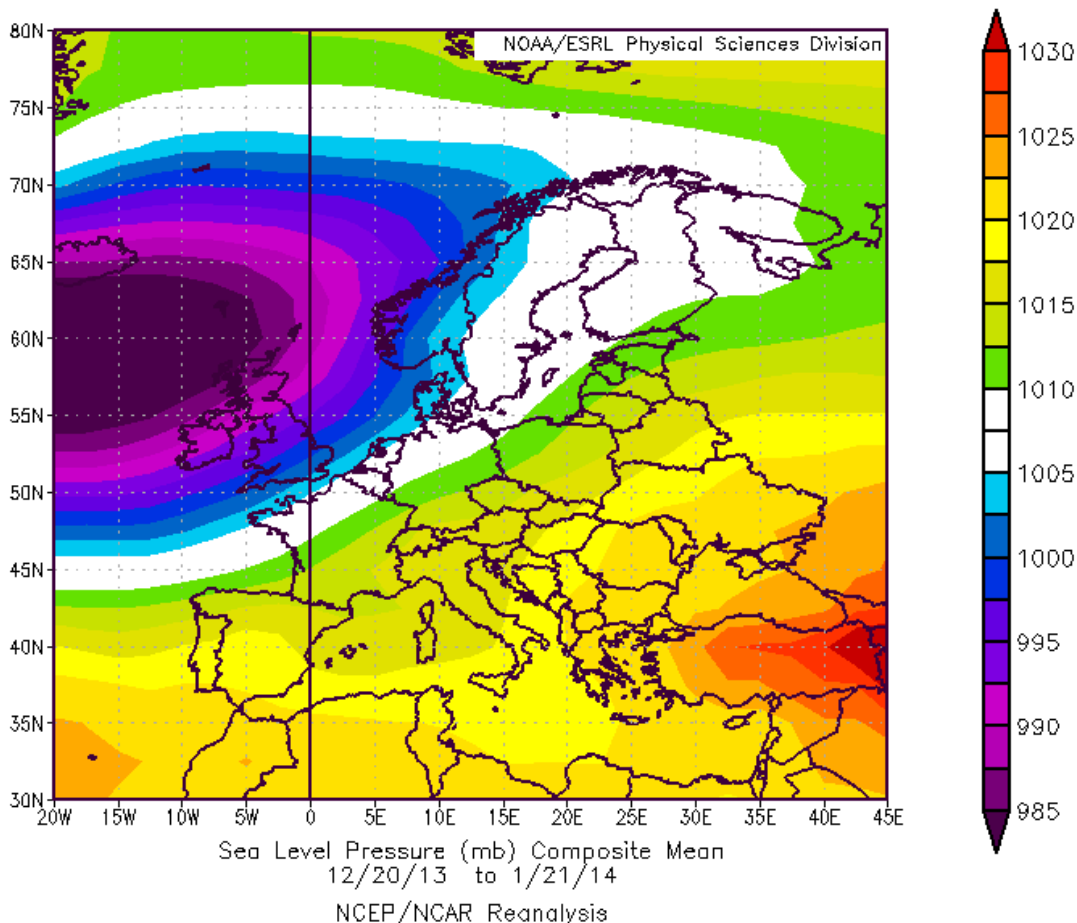 NOAA/ESRL Physical Sciences Division
80N
75N
70N
65N
60N
55N
50N
45N
40N
35N
30N
20W 15W 10W 5W 0 5E 10E 15E 20E 25E 30E 35E 40E 45E
1030
1025
1020
1015
1010
1005
1000
995
990
985
Sea Level Pressure (mb) Composite Mean
12/20/13 to 1/21/14
NCEP/NCAR Reanalysis